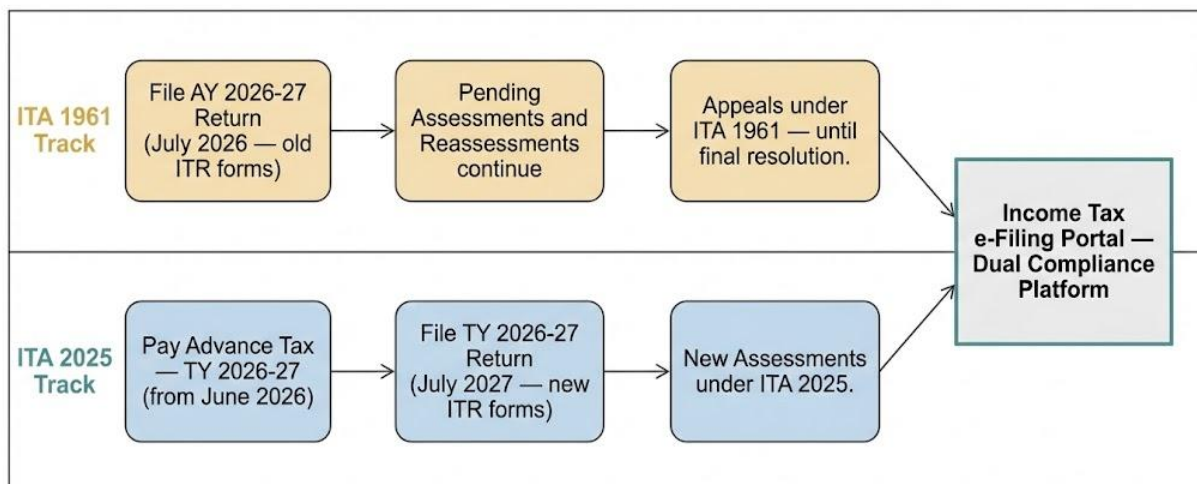 ITA 1961
Track
File AY 2026-27
Return
(July 2026 — old
ITR forms)
Pending
Assessments and
Reassessments
continue
Appeals under
ITA 1961 — until
final resolution.
Income Tax
e-Filing Portal —
Dual Compliance
Platform
ITA 2025
Track
Pay Advance Tax
— TY 2026-27
(from June 2026)
File TY 2026-27
Return
(July 2027 — new
ITR forms)
New Assessments
under ITA 2025.